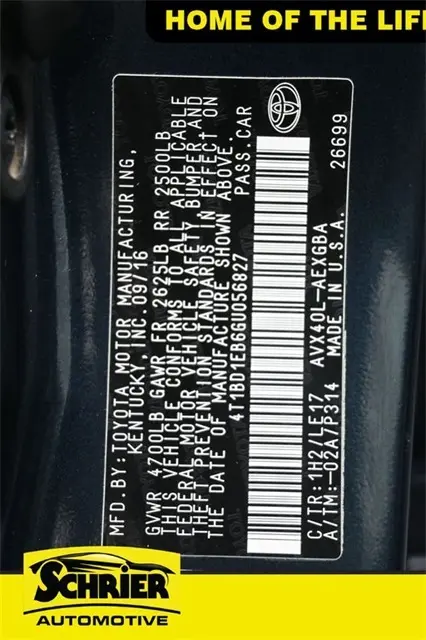 HOME OF THE LIF
MFD.BY:TOYOTA MOTOR MANUFACTURING,
KENTUCKY, INC. 09/16
GVWR 4700LB GAWR FR 2625LB RR 2500LB
THIS VEHICLE CONFORMS TO ALL APPLICABLE
FEDERAL MOTOR VEHICLE SAFETY, BUMPER, AND
THEFT PREVENTION STANDARDS IN EFFECT ON
THE DATE OF MANUFACTURE SHOWN ABOVE.
4T1BD1EB6GU056627 PASS.CAR
C/TR:1H2/LE17 AVX40L-AEXGBA 26699
A/TM:-02A7P314 MADE IN U.S.A.
SCHRIER
AUTOMOTIVE